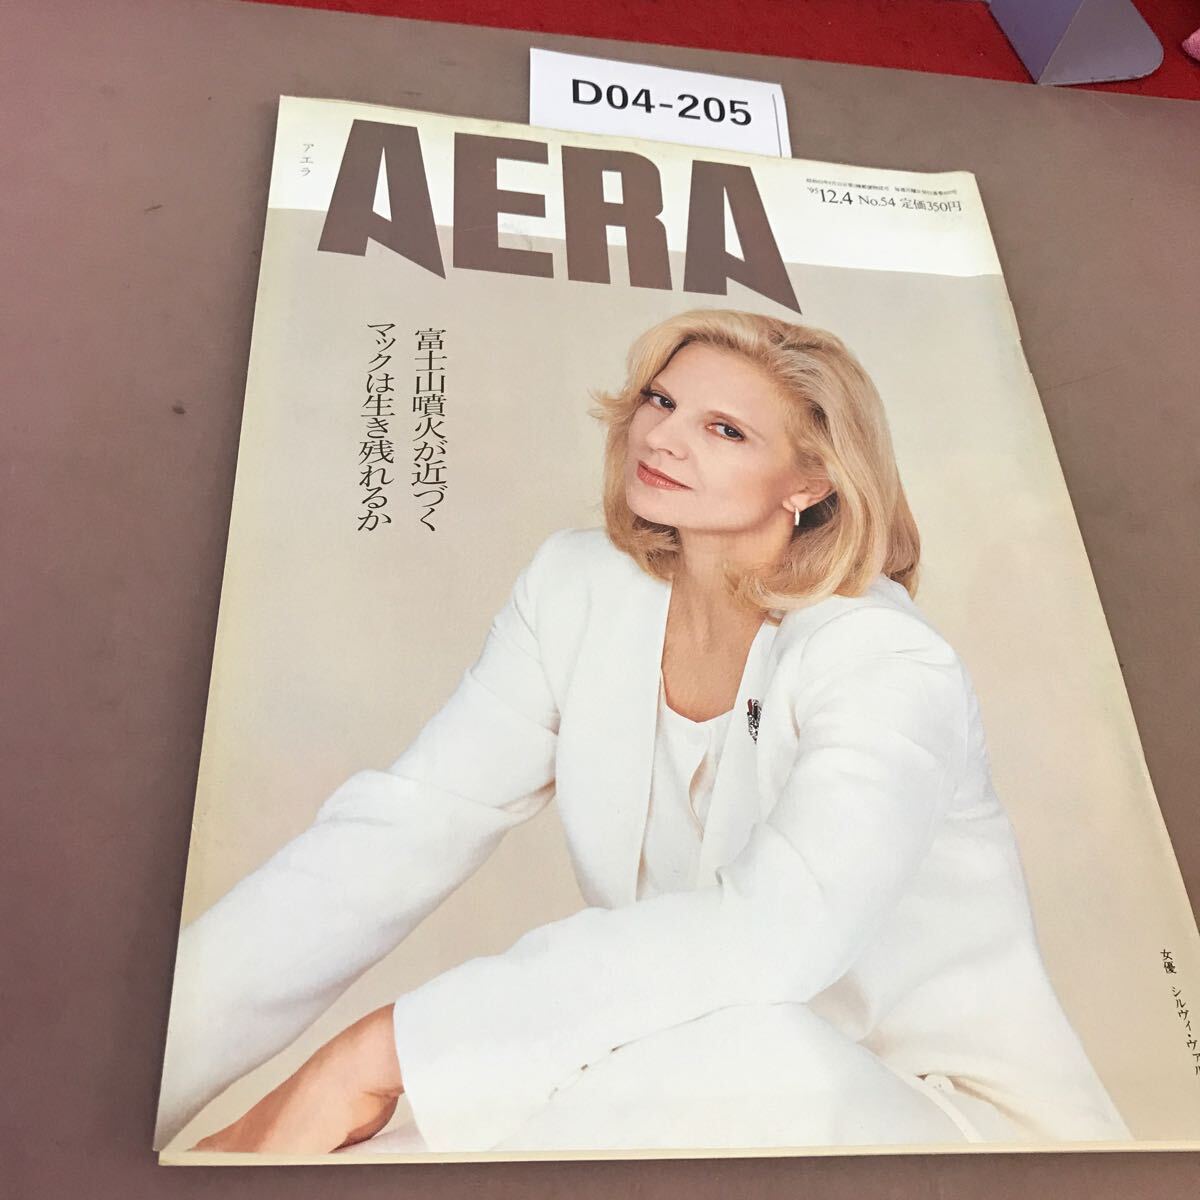 D04-205
AERA
アエラ
'95 12.4 No.54 定価350円
富士山噴火が近づく
マックは生き残れるか
女優 シルヴィ・ヴァル